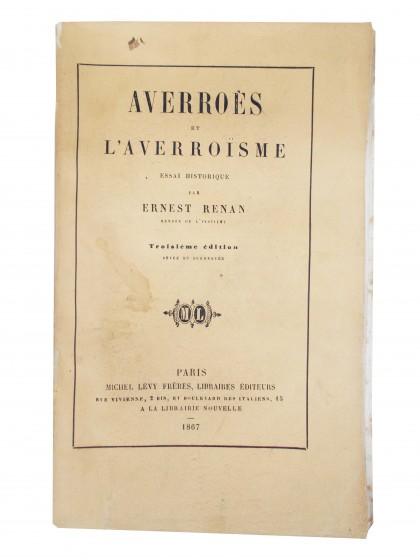 AVERROÈS
ET
L'AVERROÏSME
ESSAI HISTORIQUE
PAR
ERNEST RENAN
MEMBRE DE L'INSTITUT
Troisième édition
REVUE ET AUGMENTÉE
ML
PARIS
MICHEL LÉVY FRÈRES, LIBRAIRES ÉDITEURS
RUE VIVIENNE, 2 BIS, ET BOULEVARD DES ITALIENS, 15
A LA LIBRAIRIE NOUVELLE
1867